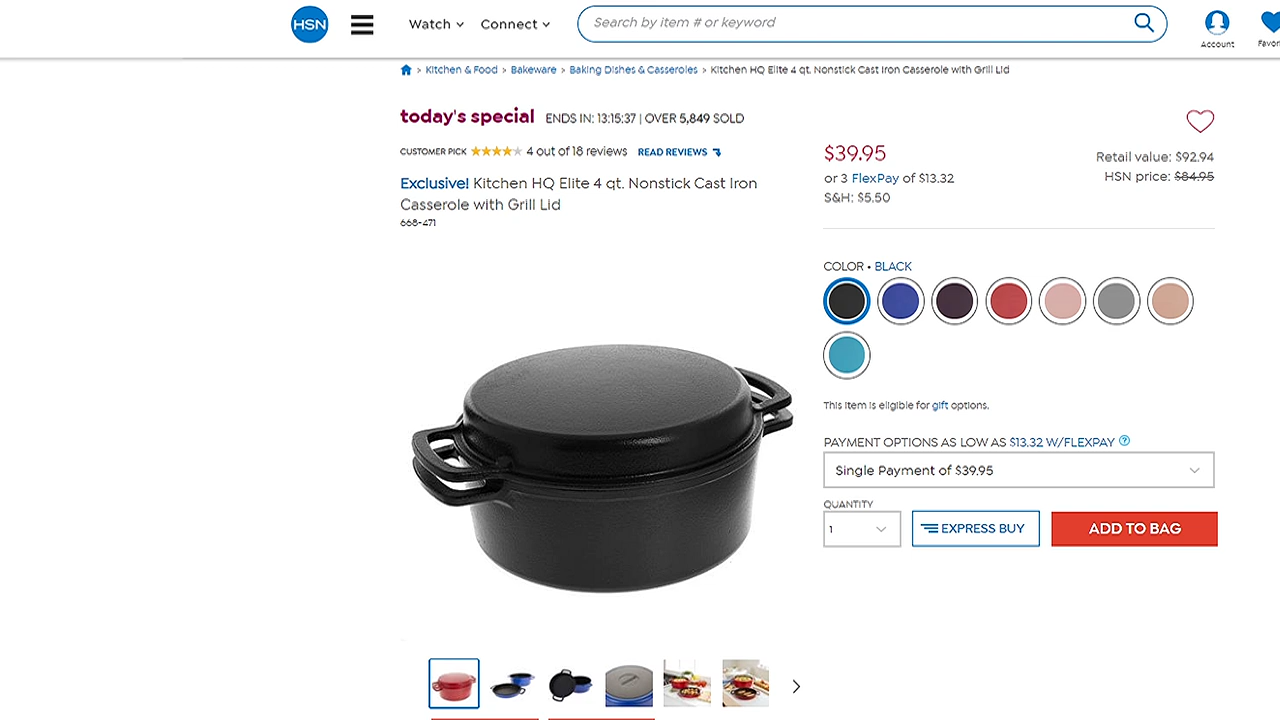 HSN
Watch
Connect
Search by item # or keyword
Account
> Kitchen & Food > Bakeware > Baking Dishes & Casseroles > Kitchen HQ Elite 4 qt. Nonstick Cast Iron Casserole with Grill Lid
today's special ENDS IN: 13:15:37 | OVER 5,849 SOLD
CUSTOMER PICK 4 out of 18 reviews READ REVIEWS
Exclusive! Kitchen HQ Elite 4 qt. Nonstick Cast Iron
Casserole with Grill Lid
668-471
$39.95
or 3 FlexPay of $13.32
S&H: $5.50
Retail value: $92.94
HSN price: $84.95
COLOR • BLACK
This item is eligible for gift options.
PAYMENT OPTIONS AS LOW AS $13.32 W/FLEXPAY ?
Single Payment of $39.95
QUANTITY
1
EXPRESS BUY
ADD TO BAG